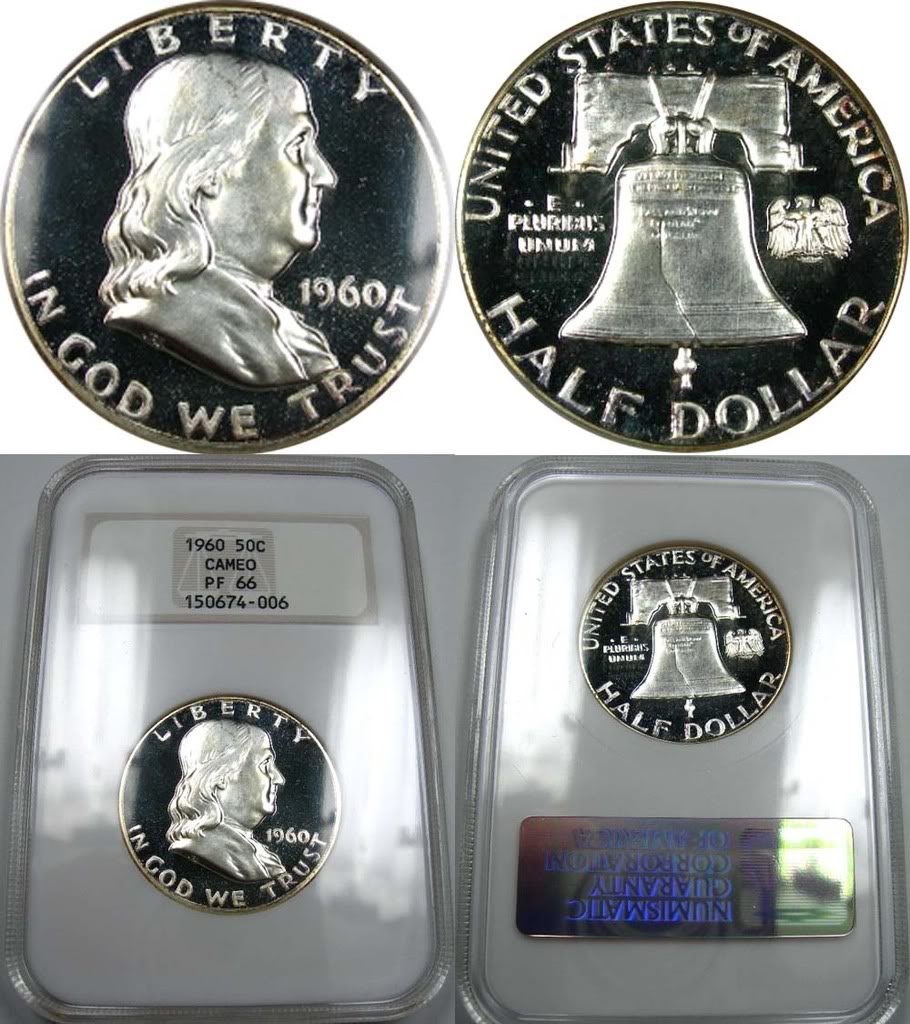 LIBERTY
IN GOD WE TRUST
1960
UNITED STATES OF AMERICA
· E ·
PLURIBUS
UNUM
HALF DOLLAR
1960 50C
CAMEO
PF 66
150674-006
LIBERTY
1960
IN GOD WE TRUST
UNITED STATES OF AMERICA
· E ·
PLURIBUS
UNUM
HALF DOLLAR
NUMISMATIC
GUARANTY
CORPORATION
OF AMERICA